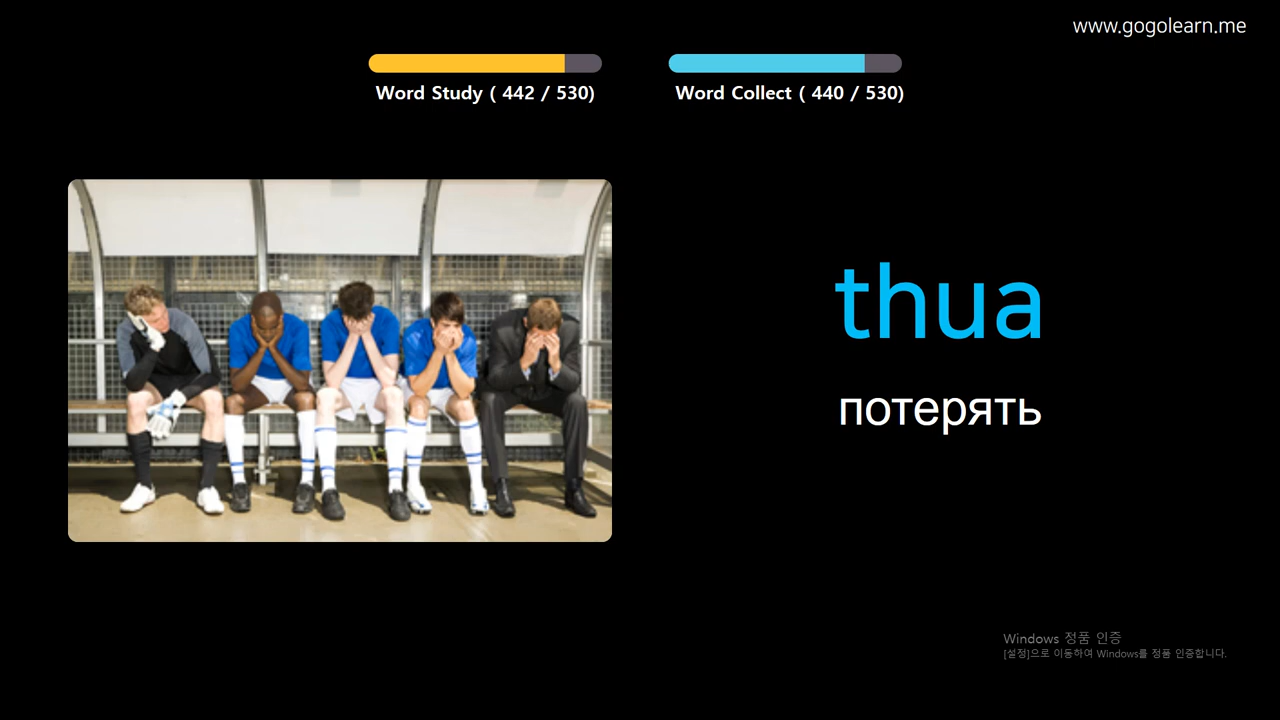 www.gogolearn.me
Word Study ( 442 / 530)
Word Collect ( 440 / 530)
thua
потерять
Windows 정품 인증
[설정]으로 이동하여 Windows를 정품 인증합니다.